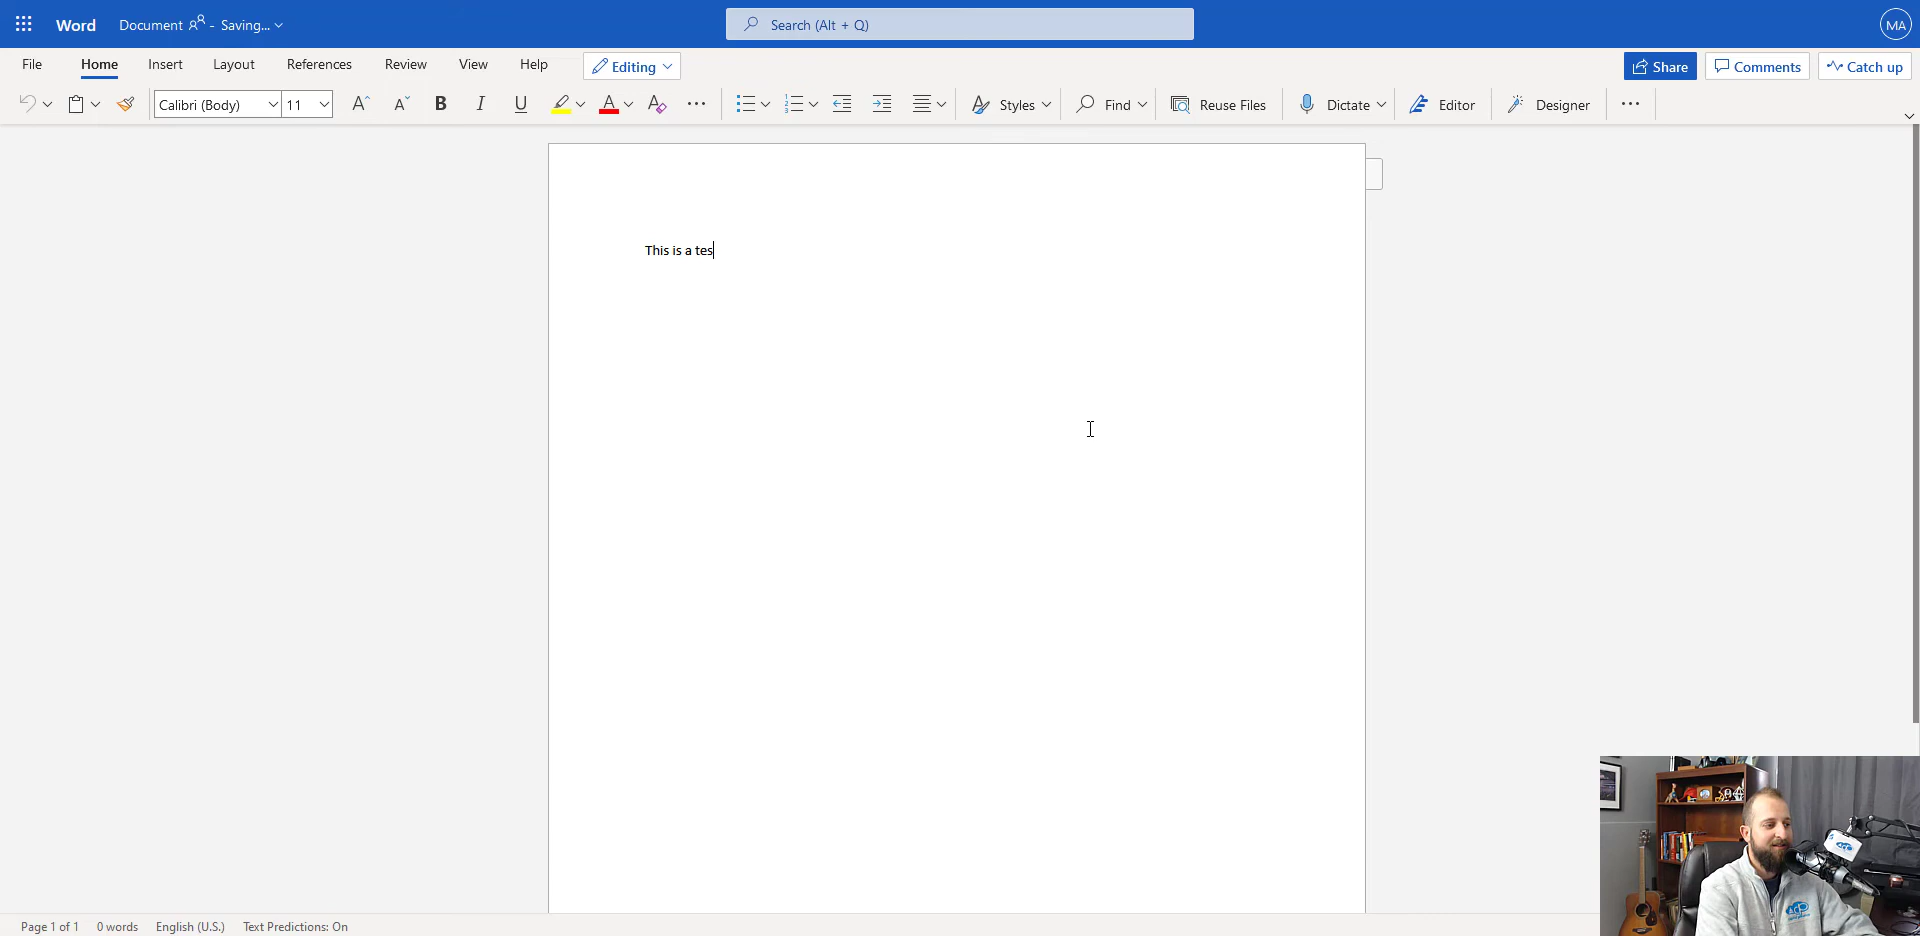 Word Document - Saving... Search (Alt + Q) MA
File Home Insert Layout References Review View Help Editing Share Comments Catch up
Calibri (Body) 11 A A B I U A A Styles Find Reuse Files Dictate Editor Designer
This is a tes
Page 1 of 1 0 words English (U.S.) Text Predictions: On